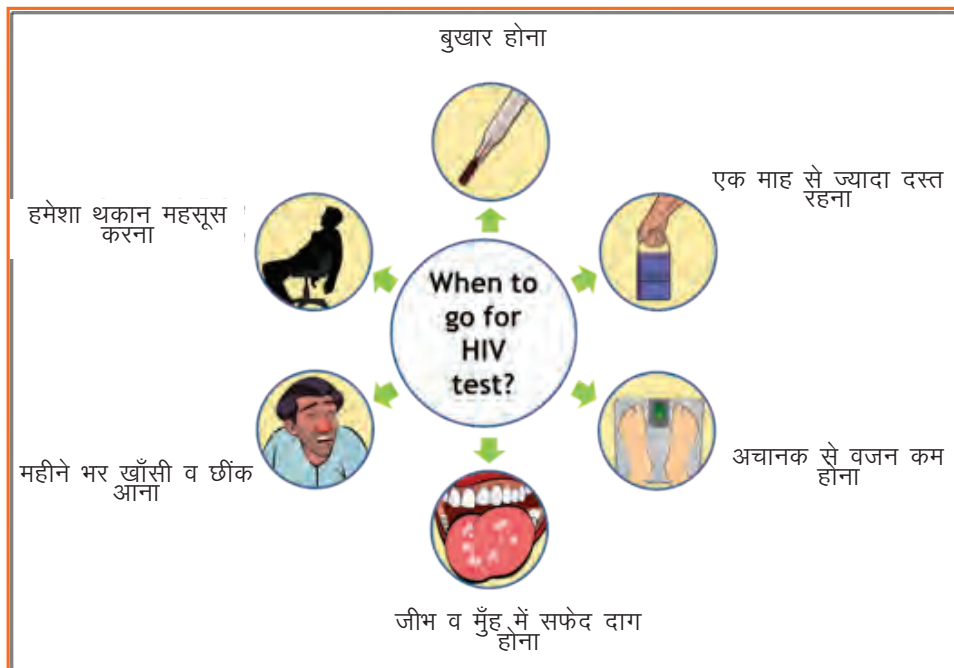 बुखार होना
एक माह से ज्यादा दस्त
रहना
हमेशा थकान महसूस
करना
When to
go for
HIV
test?
महीने भर खाँसी व छींक
आना
अचानक से वजन कम
होना
जीभ व मुँह में सफेद दाग
होना